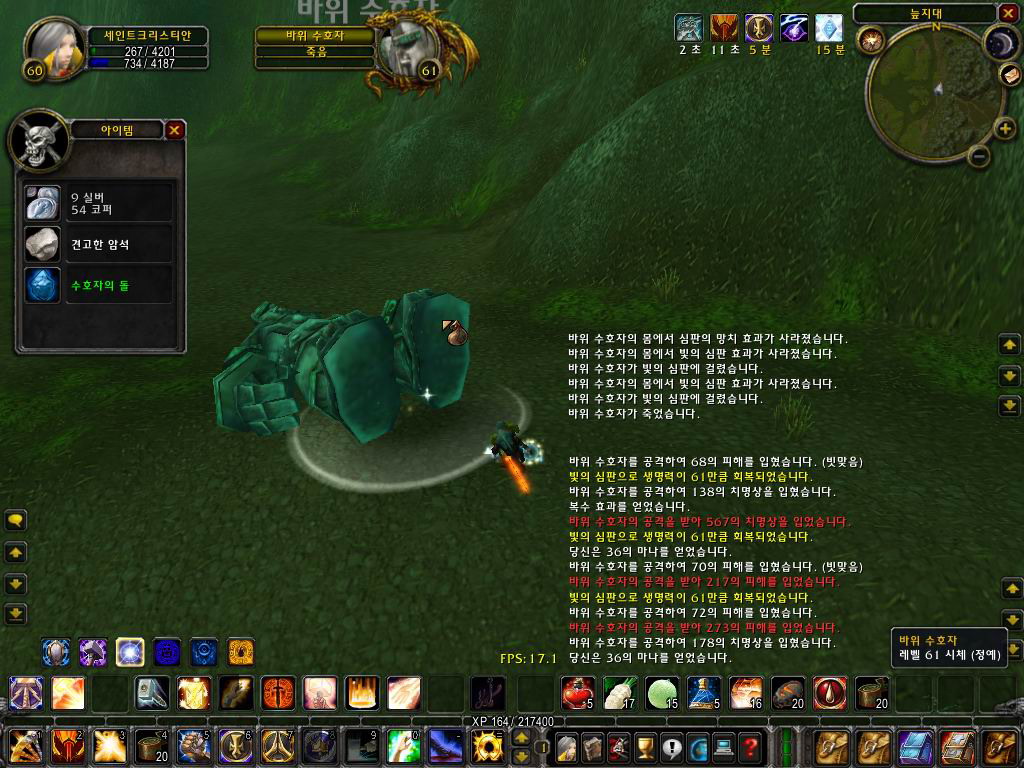 바위 수호자
세인트크리스티안
267 / 4201
734 / 4187
60
바위 수호자
죽음
61
2 초
11 초
5 분
15 분
늪지대
N
아이템
9 실버
54 코퍼
견고한 암석
수호자의 돌
바위 수호자의 몸에서 심판의 망치 효과가 사라졌습니다.
바위 수호자의 몸에서 빛의 심판 효과가 사라졌습니다.
바위 수호자가 빛의 심판에 걸렸습니다.
바위 수호자의 몸에서 빛의 심판 효과가 사라졌습니다.
바위 수호자가 빛의 심판에 걸렸습니다.
바위 수호자가 죽었습니다.
바위 수호자를 공격하여 68의 피해를 입혔습니다. (빗맞음)
빛의 심판으로 생명력이 61만큼 회복되었습니다.
바위 수호자를 공격하여 138의 치명상을 입혔습니다.
복수 효과를 얻었습니다.
바위 수호자의 공격을 받아 567의 치명상을 입었습니다.
빛의 심판으로 생명력이 61만큼 회복되었습니다.
당신은 36의 마나를 얻었습니다.
바위 수호자를 공격하여 70의 피해를 입혔습니다. (빗맞음)
바위 수호자의 공격을 받아 217의 피해를 입었습니다.
빛의 심판으로 생명력이 61만큼 회복되었습니다.
바위 수호자를 공격하여 72의 피해를 입혔습니다.
바위 수호자의 공격을 받아 273의 피해를 입었습니다.
바위 수호자를 공격하여 178의 치명상을 입혔습니다.
당신은 36의 마나를 얻었습니다.
바위 수호자
레벨 61 시체 (정예)
FPS:17.1
5 17 15 5 16 20 20
XP 164 / 217400
1 2 3 4 5 6 7 8 9 0 - =
20
1